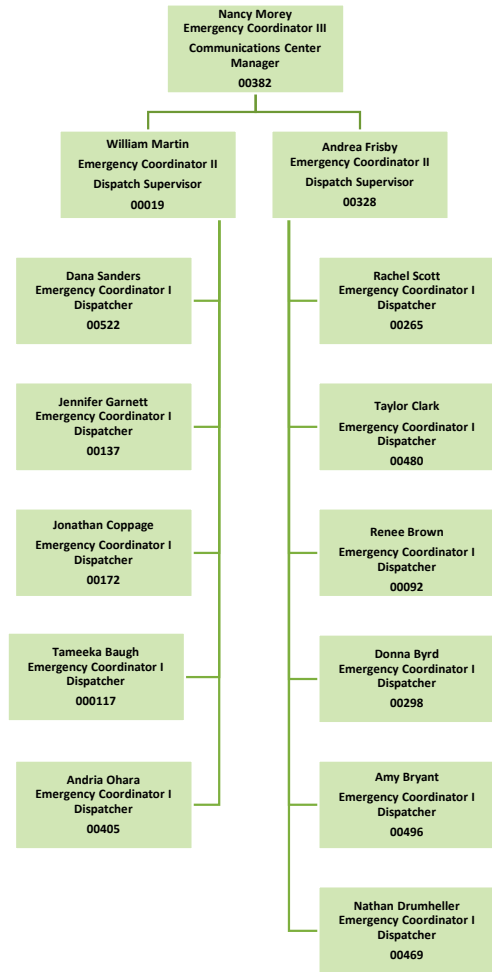 Nancy Morey
Emergency Coordinator III
Communications Center
Manager
00382
William Martin
Emergency Coordinator II
Dispatch Supervisor
00019
Andrea Frisby
Emergency Coordinator II
Dispatch Supervisor
00328
Dana Sanders
Emergency Coordinator I
Dispatcher
00522
Rachel Scott
Emergency Coordinator I
Dispatcher
00265
Jennifer Garnett
Emergency Coordinator I
Dispatcher
00137
Taylor Clark
Emergency Coordinator I
Dispatcher
00480
Jonathan Coppage
Emergency Coordinator I
Dispatcher
00172
Renee Brown
Emergency Coordinator I
Dispatcher
00092
Tameeka Baugh
Emergency Coordinator I
Dispatcher
000117
Donna Byrd
Emergency Coordinator I
Dispatcher
00298
Andria Ohara
Emergency Coordinator I
Dispatcher
00405
Amy Bryant
Emergency Coordinator I
Dispatcher
00496
Nathan Drumheller
Emergency Coordinator I
Dispatcher
00469